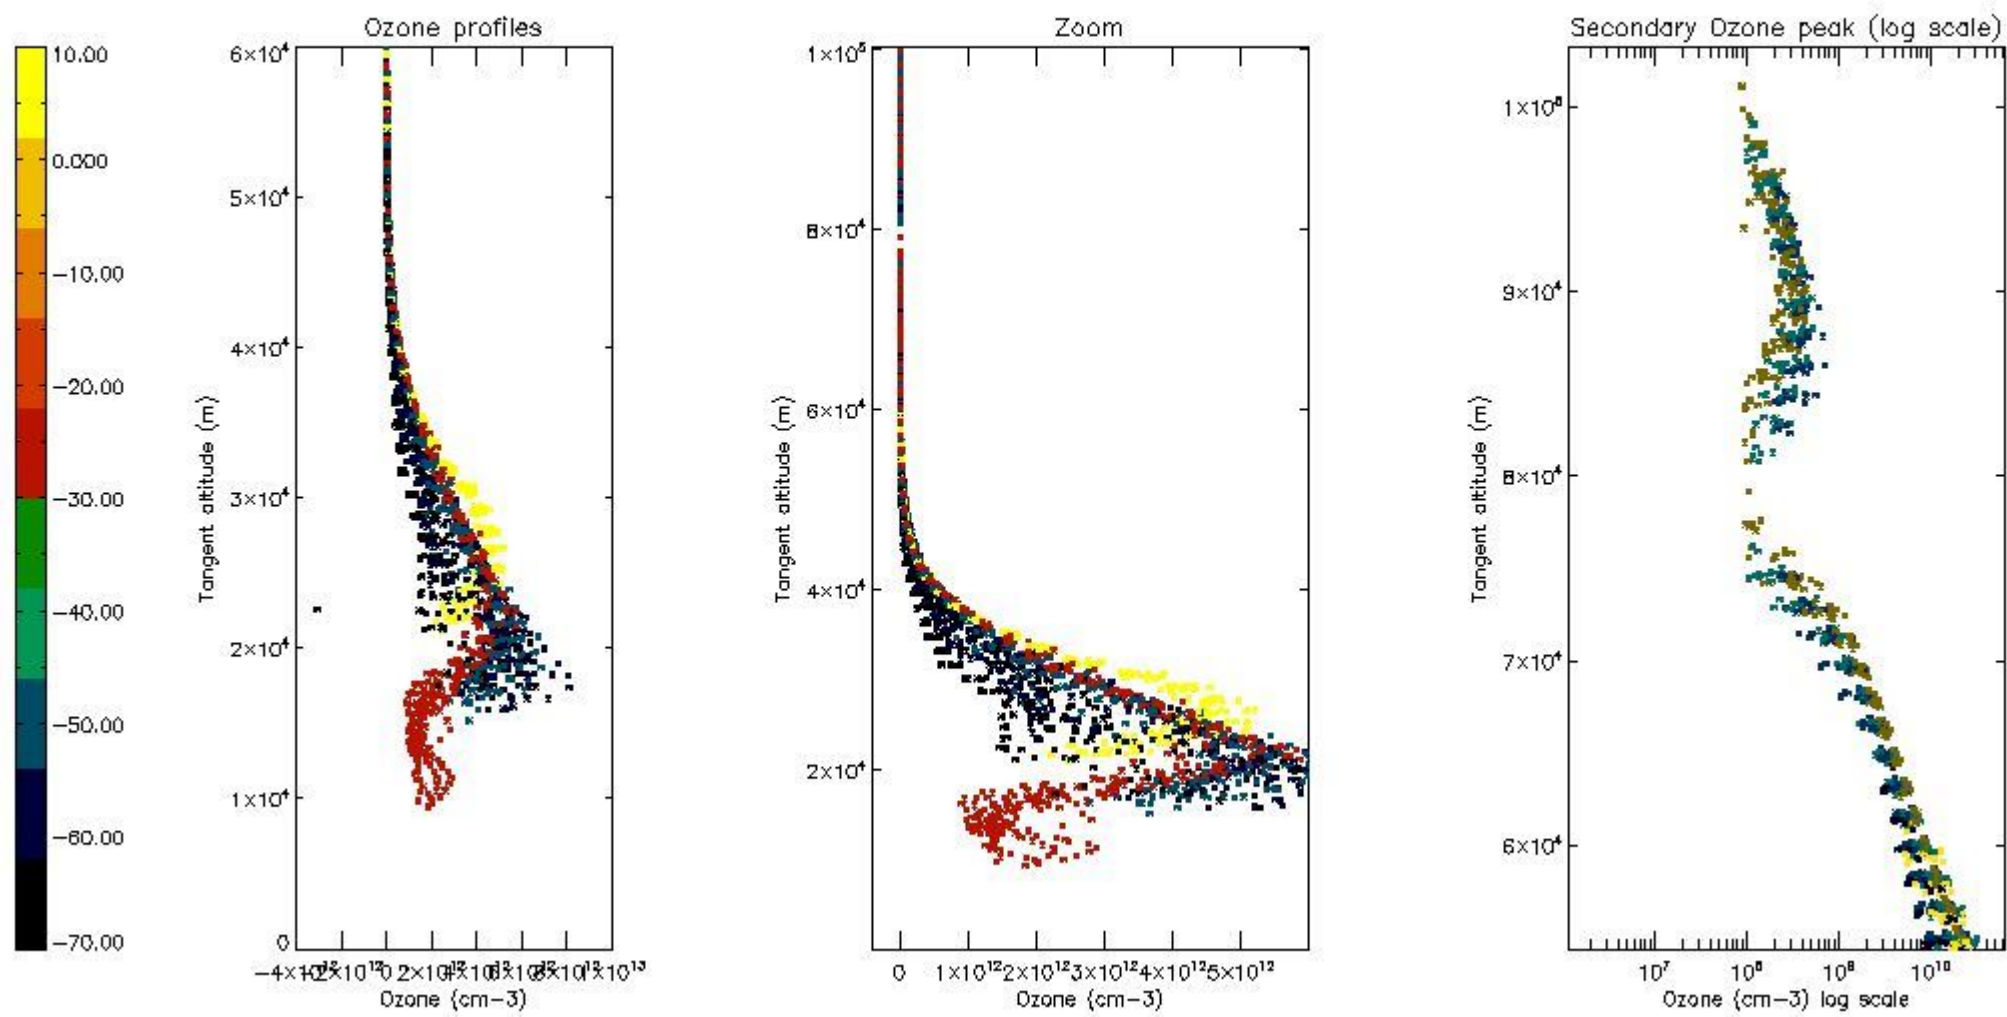 Ozone profiles
Zoom
Secondary Ozone peak (log scale)
10.00
0.000
−10.00
−20.00
−30.00
−40.00
−50.00
−60.00
−70.00
6×10⁴
5×10⁴
4×10⁴
3×10⁴
2×10⁴
1×10⁴
0
Tangent altitude (m)
Ozone (cm−3)
1×10⁵
8×10⁴
6×10⁴
4×10⁴
2×10⁴
Tangent altitude (m)
0 1×10¹² 2×10¹² 3×10¹² 4×10¹² 5×10¹²
Ozone (cm−3)
1×10⁵
9×10⁴
8×10⁴
7×10⁴
6×10⁴
Tangent altitude (m)
10⁷ 10⁸ 10⁹ 10¹⁰
Ozone (cm−3) log scale